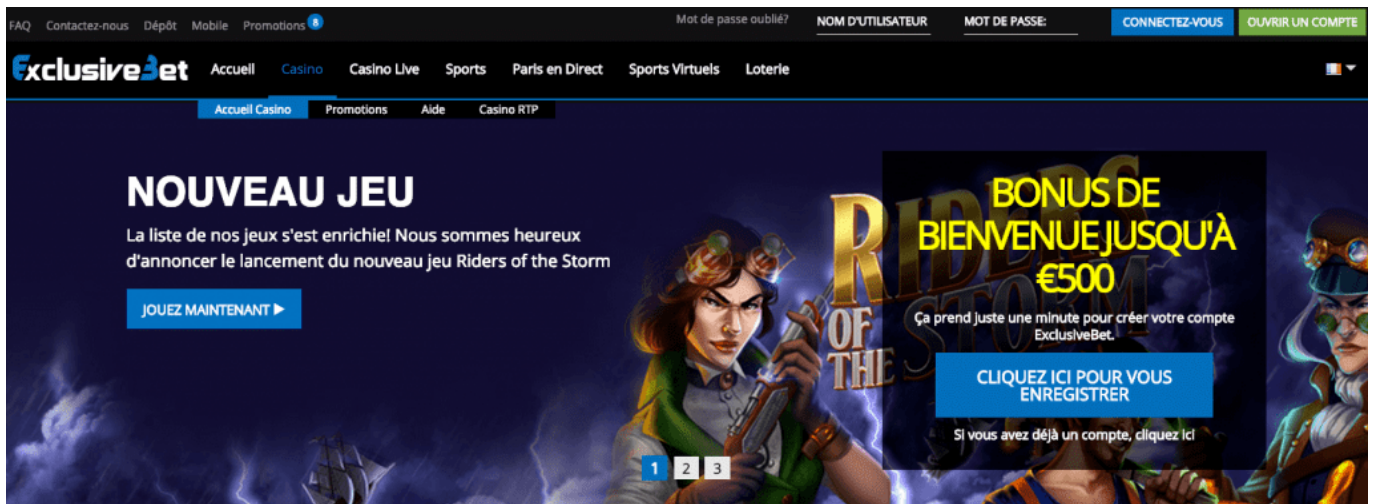 FAQ Contactez-nous Dépôt Mobile Promotions 8 Mot de passe oublié? NOM D'UTILISATEUR MOT DE PASSE: CONNECTEZ-VOUS OUVRIR UN COMPTE
ExclusiveBet Accueil Casino Casino Live Sports Paris en Direct Sports Virtuels Loterie
Accueil Casino Promotions Aide Casino RTP
NOUVEAU JEU
La liste de nos jeux s'est enrichie! Nous sommes heureux
d'annoncer le lancement du nouveau jeu Riders of the Storm
JOUEZ MAINTENANT
RIDERS
OF THE
STORM
BONUS DE
BIENVENUE JUSQU'À
€500
Ça prend juste une minute pour créer votre compte
ExclusiveBet.
CLIQUEZ ICI POUR VOUS
ENREGISTRER
Si vous avez déjà un compte, cliquez ici
1 2 3